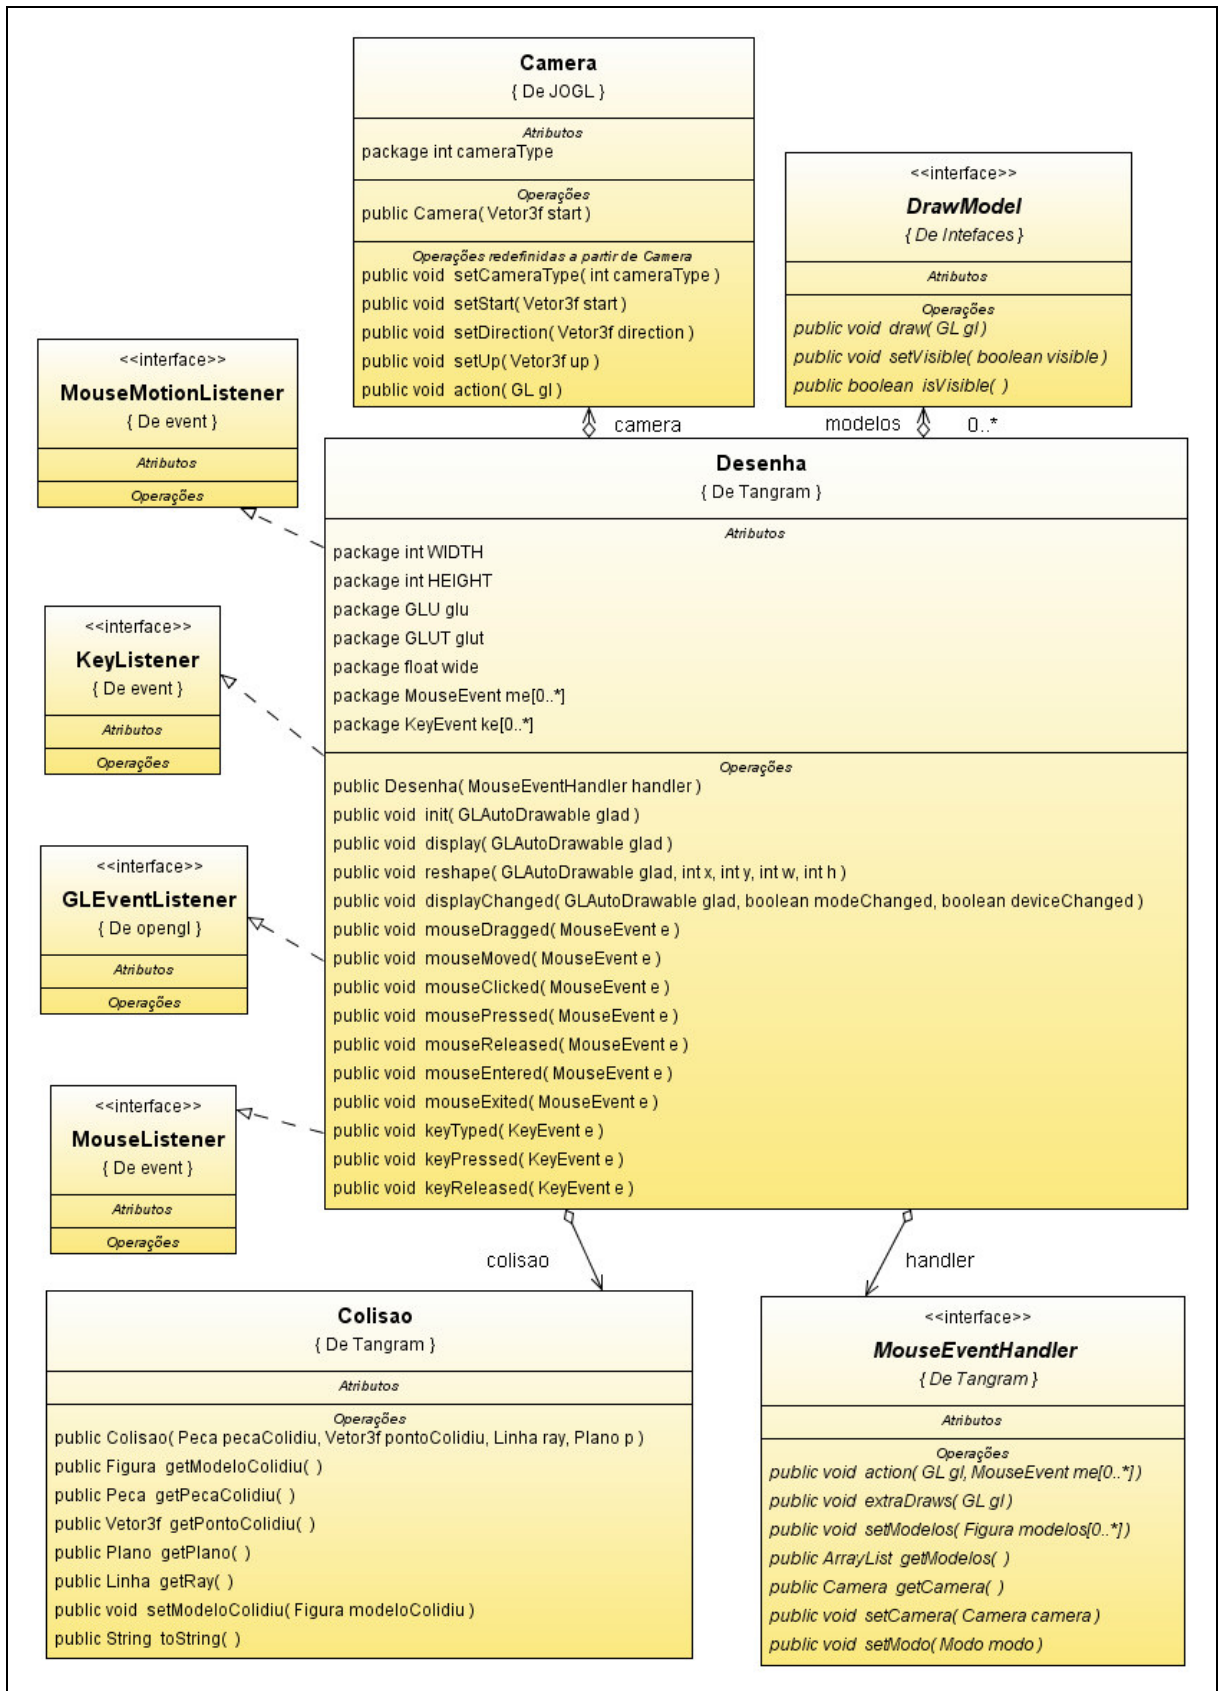 Camera
{ De JOGL }
Atributos
package int cameraType
Operações
public Camera( Vetor3f start )
Operações redefinidas a partir de Camera
public void setCameraType( int cameraType )
public void setStart( Vetor3f start )
public void setDirection( Vetor3f direction )
public void setUp( Vetor3f up )
public void action( GL gl )
<<interface>>
DrawModel
{ De Intefaces }
Atributos
Operações
public void draw( GL gl )
public void setVisible( boolean visible )
public boolean isVisible( )
camera
modelos
0..*
<<interface>>
MouseMotionListener
{ De event }
Atributos
Operações
<<interface>>
KeyListener
{ De event }
Atributos
Operações
<<interface>>
GLEventListener
{ De opengl }
Atributos
Operações
<<interface>>
MouseListener
{ De event }
Atributos
Operações
Desenha
{ De Tangram }
Atributos
package int WIDTH
package int HEIGHT
package GLU glu
package GLUT glut
package float wide
package MouseEvent me[0..*]
package KeyEvent ke[0..*]
Operações
public Desenha( MouseEventHandler handler )
public void init( GLAutoDrawable glad )
public void display( GLAutoDrawable glad )
public void reshape( GLAutoDrawable glad, int x, int y, int w, int h )
public void displayChanged( GLAutoDrawable glad, boolean modeChanged, boolean deviceChanged )
public void mouseDragged( MouseEvent e )
public void mouseMoved( MouseEvent e )
public void mouseClicked( MouseEvent e )
public void mousePressed( MouseEvent e )
public void mouseReleased( MouseEvent e )
public void mouseEntered( MouseEvent e )
public void mouseExited( MouseEvent e )
public void keyTyped( KeyEvent e )
public void keyPressed( KeyEvent e )
public void keyReleased( KeyEvent e )
colisao
handler
Colisao
{ De Tangram }
Atributos
Operações
public Colisao( Peca pecaColidiu, Vetor3f pontoColidiu, Linha ray, Plano p )
public Figura getModeloColidiu( )
public Peca getPecaColidiu( )
public Vetor3f getPontoColidiu( )
public Plano getPlano( )
public Linha getRay( )
public void setModeloColidiu( Figura modeloColidiu )
public String toString( )
<<interface>>
MouseEventHandler
{ De Tangram }
Atributos
Operações
public void action( GL gl, MouseEvent me[0..*] )
public void extraDraws( GL gl )
public void setModelos( Figura modelos[0..*] )
public ArrayList getModelos( )
public Camera getCamera( )
public void setCamera( Camera camera )
public void setModo( Modo modo )